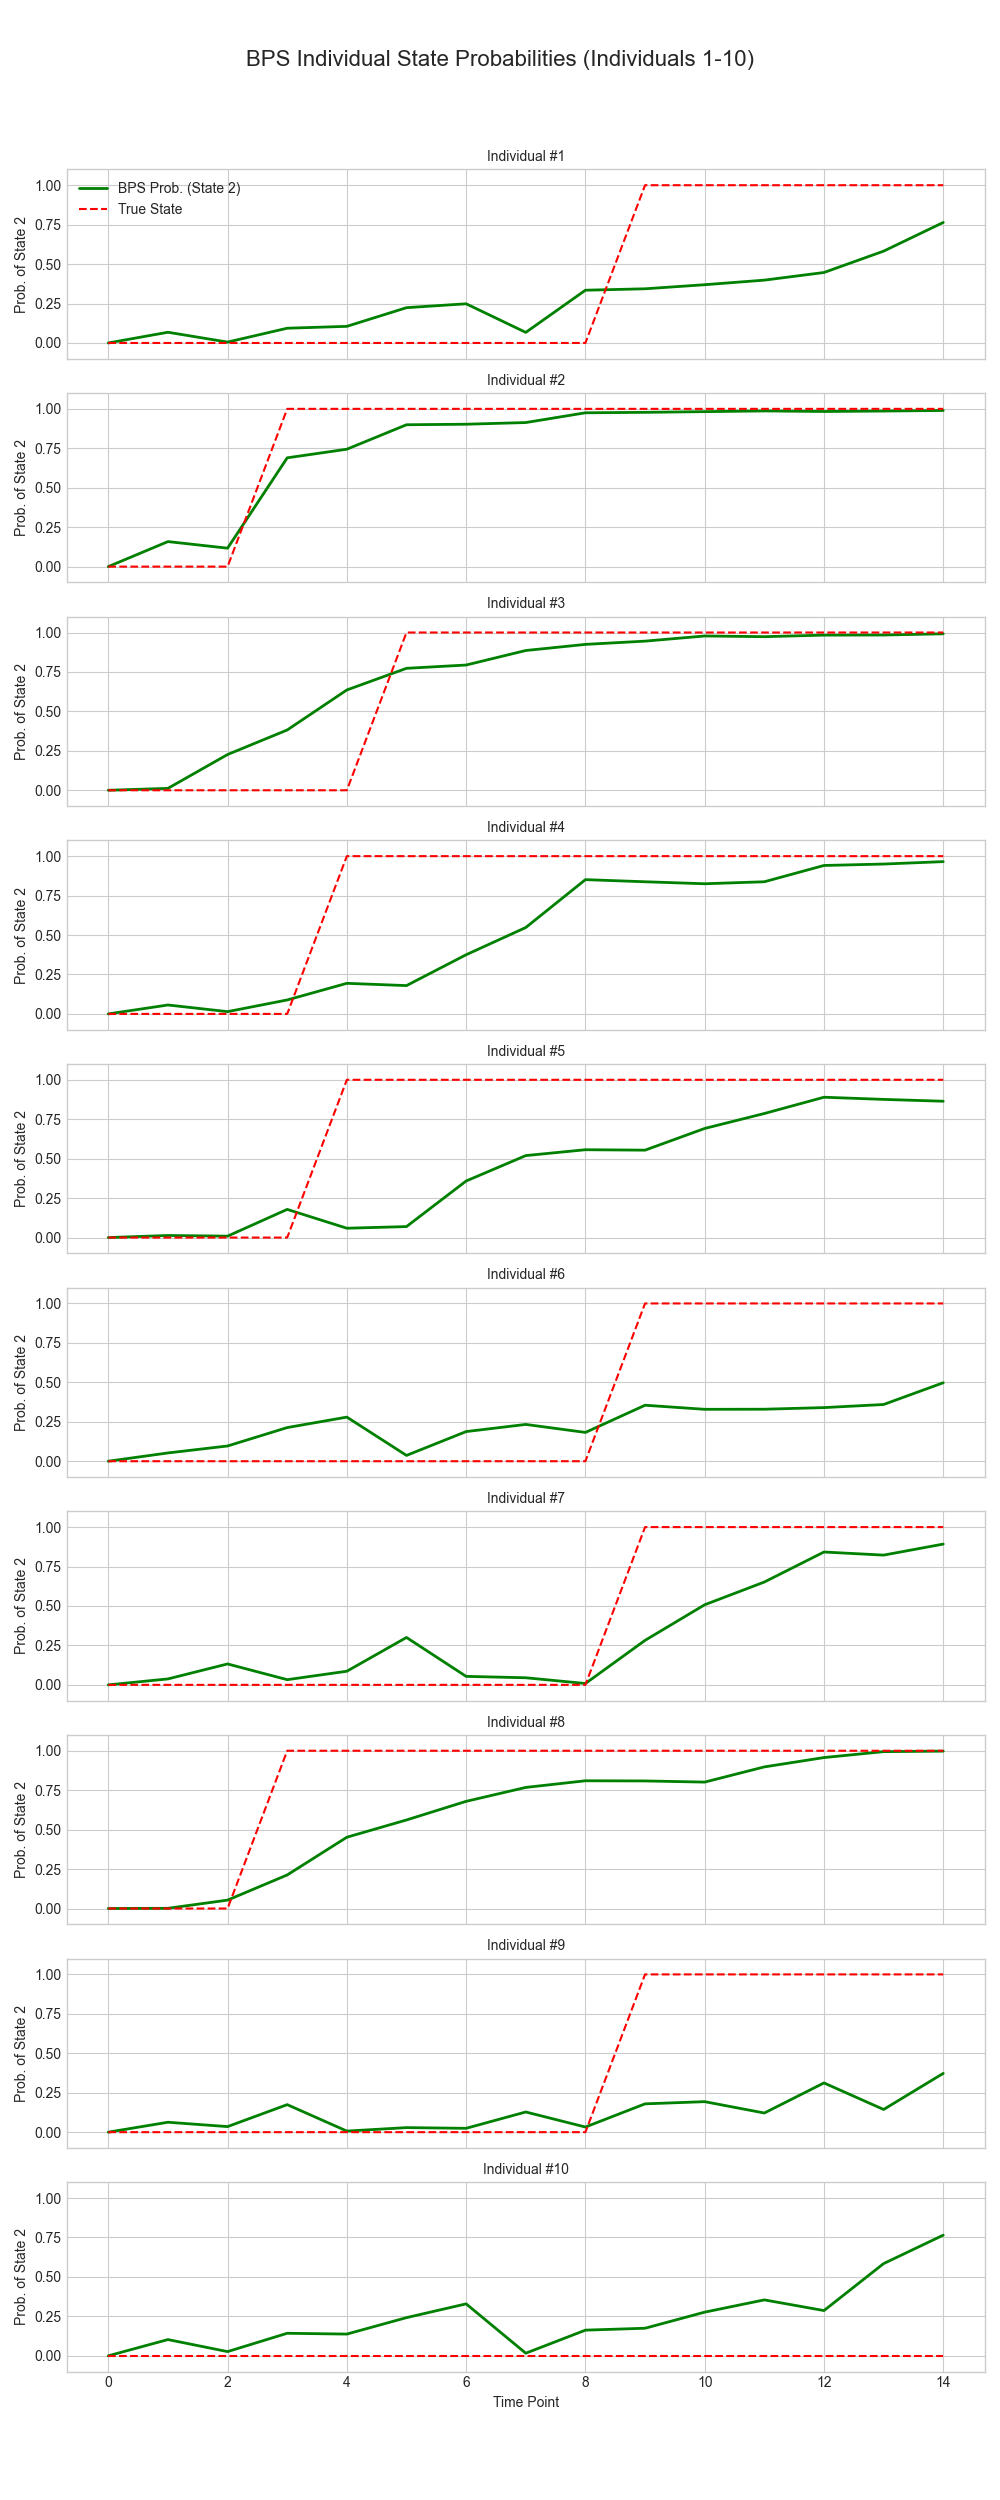 BPS Individual State Probabilities (Individuals 1-10)
Individual #1
1.00
0.75
0.50
0.25
0.00
Prob. of State 2
BPS Prob. (State 2)
True State
Individual #2
1.00
0.75
0.50
0.25
0.00
Prob. of State 2
Individual #3
1.00
0.75
0.50
0.25
0.00
Prob. of State 2
Individual #4
1.00
0.75
0.50
0.25
0.00
Prob. of State 2
Individual #5
1.00
0.75
0.50
0.25
0.00
Prob. of State 2
Individual #6
1.00
0.75
0.50
0.25
0.00
Prob. of State 2
Individual #7
1.00
0.75
0.50
0.25
0.00
Prob. of State 2
Individual #8
1.00
0.75
0.50
0.25
0.00
Prob. of State 2
Individual #9
1.00
0.75
0.50
0.25
0.00
Prob. of State 2
Individual #10
1.00
0.75
0.50
0.25
0.00
Prob. of State 2
0 2 4 6 8 10 12 14
Time Point